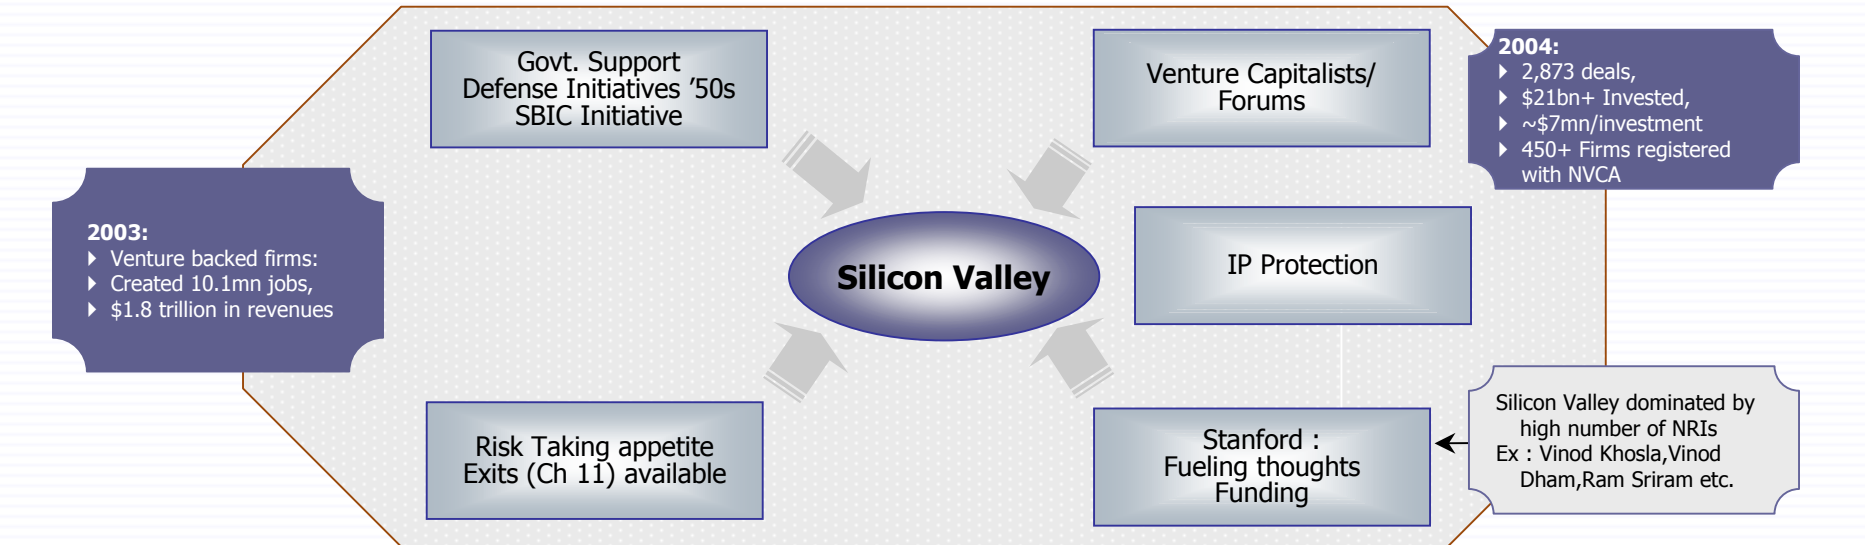 Govt. Support
Defense Initiatives ’50s
SBIC Initiative
Venture Capitalists/
Forums
2004:
2,873 deals,
$21bn+ Invested,
~$7mn/investment
450+ Firms registered
with NVCA
2003:
Venture backed firms:
Created 10.1mn jobs,
$1.8 trillion in revenues
Silicon Valley
IP Protection
Risk Taking appetite
Exits (Ch 11) available
Stanford :
Fueling thoughts
Funding
Silicon Valley dominated by
high number of NRIs
Ex : Vinod Khosla,Vinod
Dham,Ram Sriram etc.